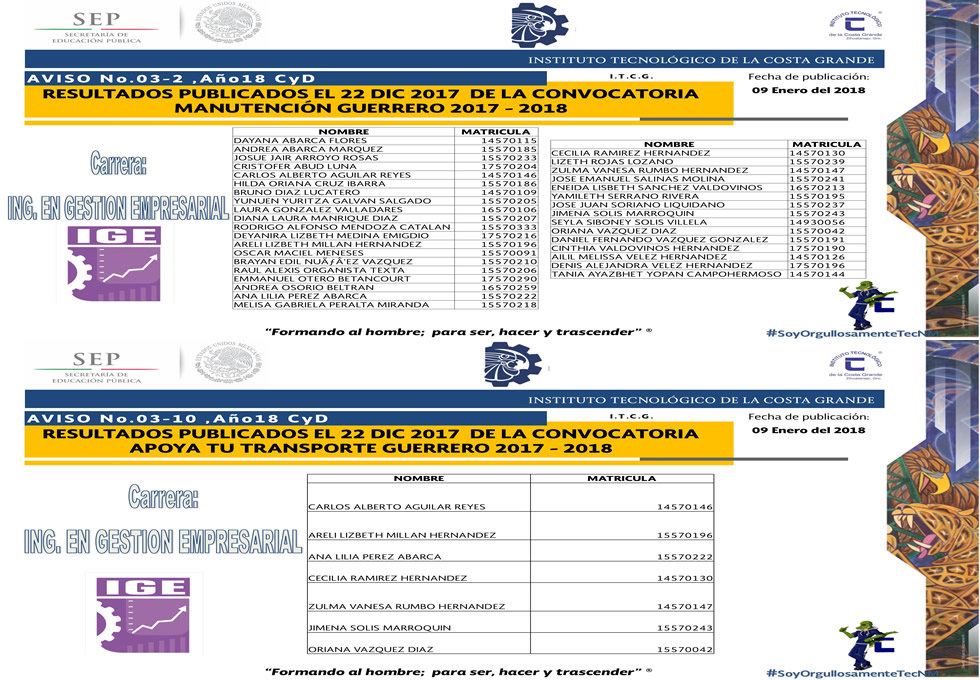 SEP
SECRETARÍA DE
EDUCACIÓN PÚBLICA
ESTADOS UNIDOS MEXICANOS
INSTITUTO TECNOLÓGICO
de la Costa Grande
Zihuatanejo, Gro.
INSTITUTO TECNOLÓGICO DE LA COSTA GRANDE
AVISO No.03-2 ,Año18 CyD
I.T.C.G.
Fecha de publicación:
09 Enero del 2018
RESULTADOS PUBLICADOS EL 22 DIC 2017 DE LA CONVOCATORIA
MANUTENCIÓN GUERRERO 2017 – 2018
Carrera:
ING. EN GESTION EMPRESARIAL
IGE
NOMBRE MATRICULA
DAYANA ABARCA FLORES 14570115
ANDREA ABARCA MARQUEZ 15570185
JOSUE JAIR ARROYO ROSAS 15570233
CRISTOFER ABUD LUNA 17570204
CARLOS ALBERTO AGUILAR REYES 14570146
HILDA ORIANA CRUZ IBARRA 15570186
BRUNO DIAZ LUCATERO 14570109
YUNUEN YURITZA GALVAN SALGADO 15570205
LAURA GONZALEZ VALLADARES 16570106
DIANA LAURA MANRIQUE DIAZ 15570207
RODRIGO ALFONSO MENDOZA CATALAN 15570333
DEYANIRA LIZBETH MEDINA EMIGDIO 17570216
ARELI LIZBETH MILLAN HERNANDEZ 15570196
OSCAR MACIEL MENESES 15570091
BRAYAN EDIL NUÃƒÂ'EZ VAZQUEZ 15570210
RAUL ALEXIS ORGANISTA TEXTA 15570206
EMMANUEL OTERO BETANCOURT 17570290
ANDREA OSORIO BELTRAN 16570259
ANA LILIA PEREZ ABARCA 15570222
MELISA GABRIELA PERALTA MIRANDA 15570218
NOMBRE MATRICULA
CECILIA RAMIREZ HERNANDEZ 14570130
LIZETH ROJAS LOZANO 15570239
ZULMA VANESA RUMBO HERNANDEZ 14570147
JOSE EMANUEL SALINAS MOLINA 15570241
ENEIDA LISBETH SANCHEZ VALDOVINOS 16570213
YAMILETH SERRANO RIVERA 15570195
JOSE JUAN SORIANO LIQUIDANO 15570237
JIMENA SOLIS MARROQUIN 15570243
SEYLA SIBONEY SOLIS VILLELA 14930056
ORIANA VAZQUEZ DIAZ 15570042
DANIEL FERNANDO VAZQUEZ GONZALEZ 15570191
CINTHIA VALDOVINOS HERNANDEZ 17570190
AILIL MELISSA VELEZ HERNANDEZ 14570126
DENIS ALEJANDRA VELEZ HERNANDEZ 17570196
TANIA AYAZBHET YOPAN CAMPOHERMOSO 14570144
“Formando al hombre; para ser, hacer y trascender” ®
#SoyOrgullosamenteTecNM
SEP
SECRETARÍA DE
EDUCACIÓN PÚBLICA
ESTADOS UNIDOS MEXICANOS
INSTITUTO TECNOLÓGICO
de la Costa Grande
Zihuatanejo, Gro.
INSTITUTO TECNOLÓGICO DE LA COSTA GRANDE
AVISO No.03-10 ,Año18 CyD
I.T.C.G.
Fecha de publicación:
09 Enero del 2018
RESULTADOS PUBLICADOS EL 22 DIC 2017 DE LA CONVOCATORIA
APOYA TU TRANSPORTE GUERRERO 2017 – 2018
Carrera:
ING. EN GESTION EMPRESARIAL
IGE
NOMBRE MATRICULA
CARLOS ALBERTO AGUILAR REYES 14570146
ARELI LIZBETH MILLAN HERNANDEZ 15570196
ANA LILIA PEREZ ABARCA 15570222
CECILIA RAMIREZ HERNANDEZ 14570130
ZULMA VANESA RUMBO HERNANDEZ 14570147
JIMENA SOLIS MARROQUIN 15570243
ORIANA VAZQUEZ DIAZ 15570042
“Formando al hombre; para ser, hacer y trascender” ®
#SoyOrgullosamenteTecNM